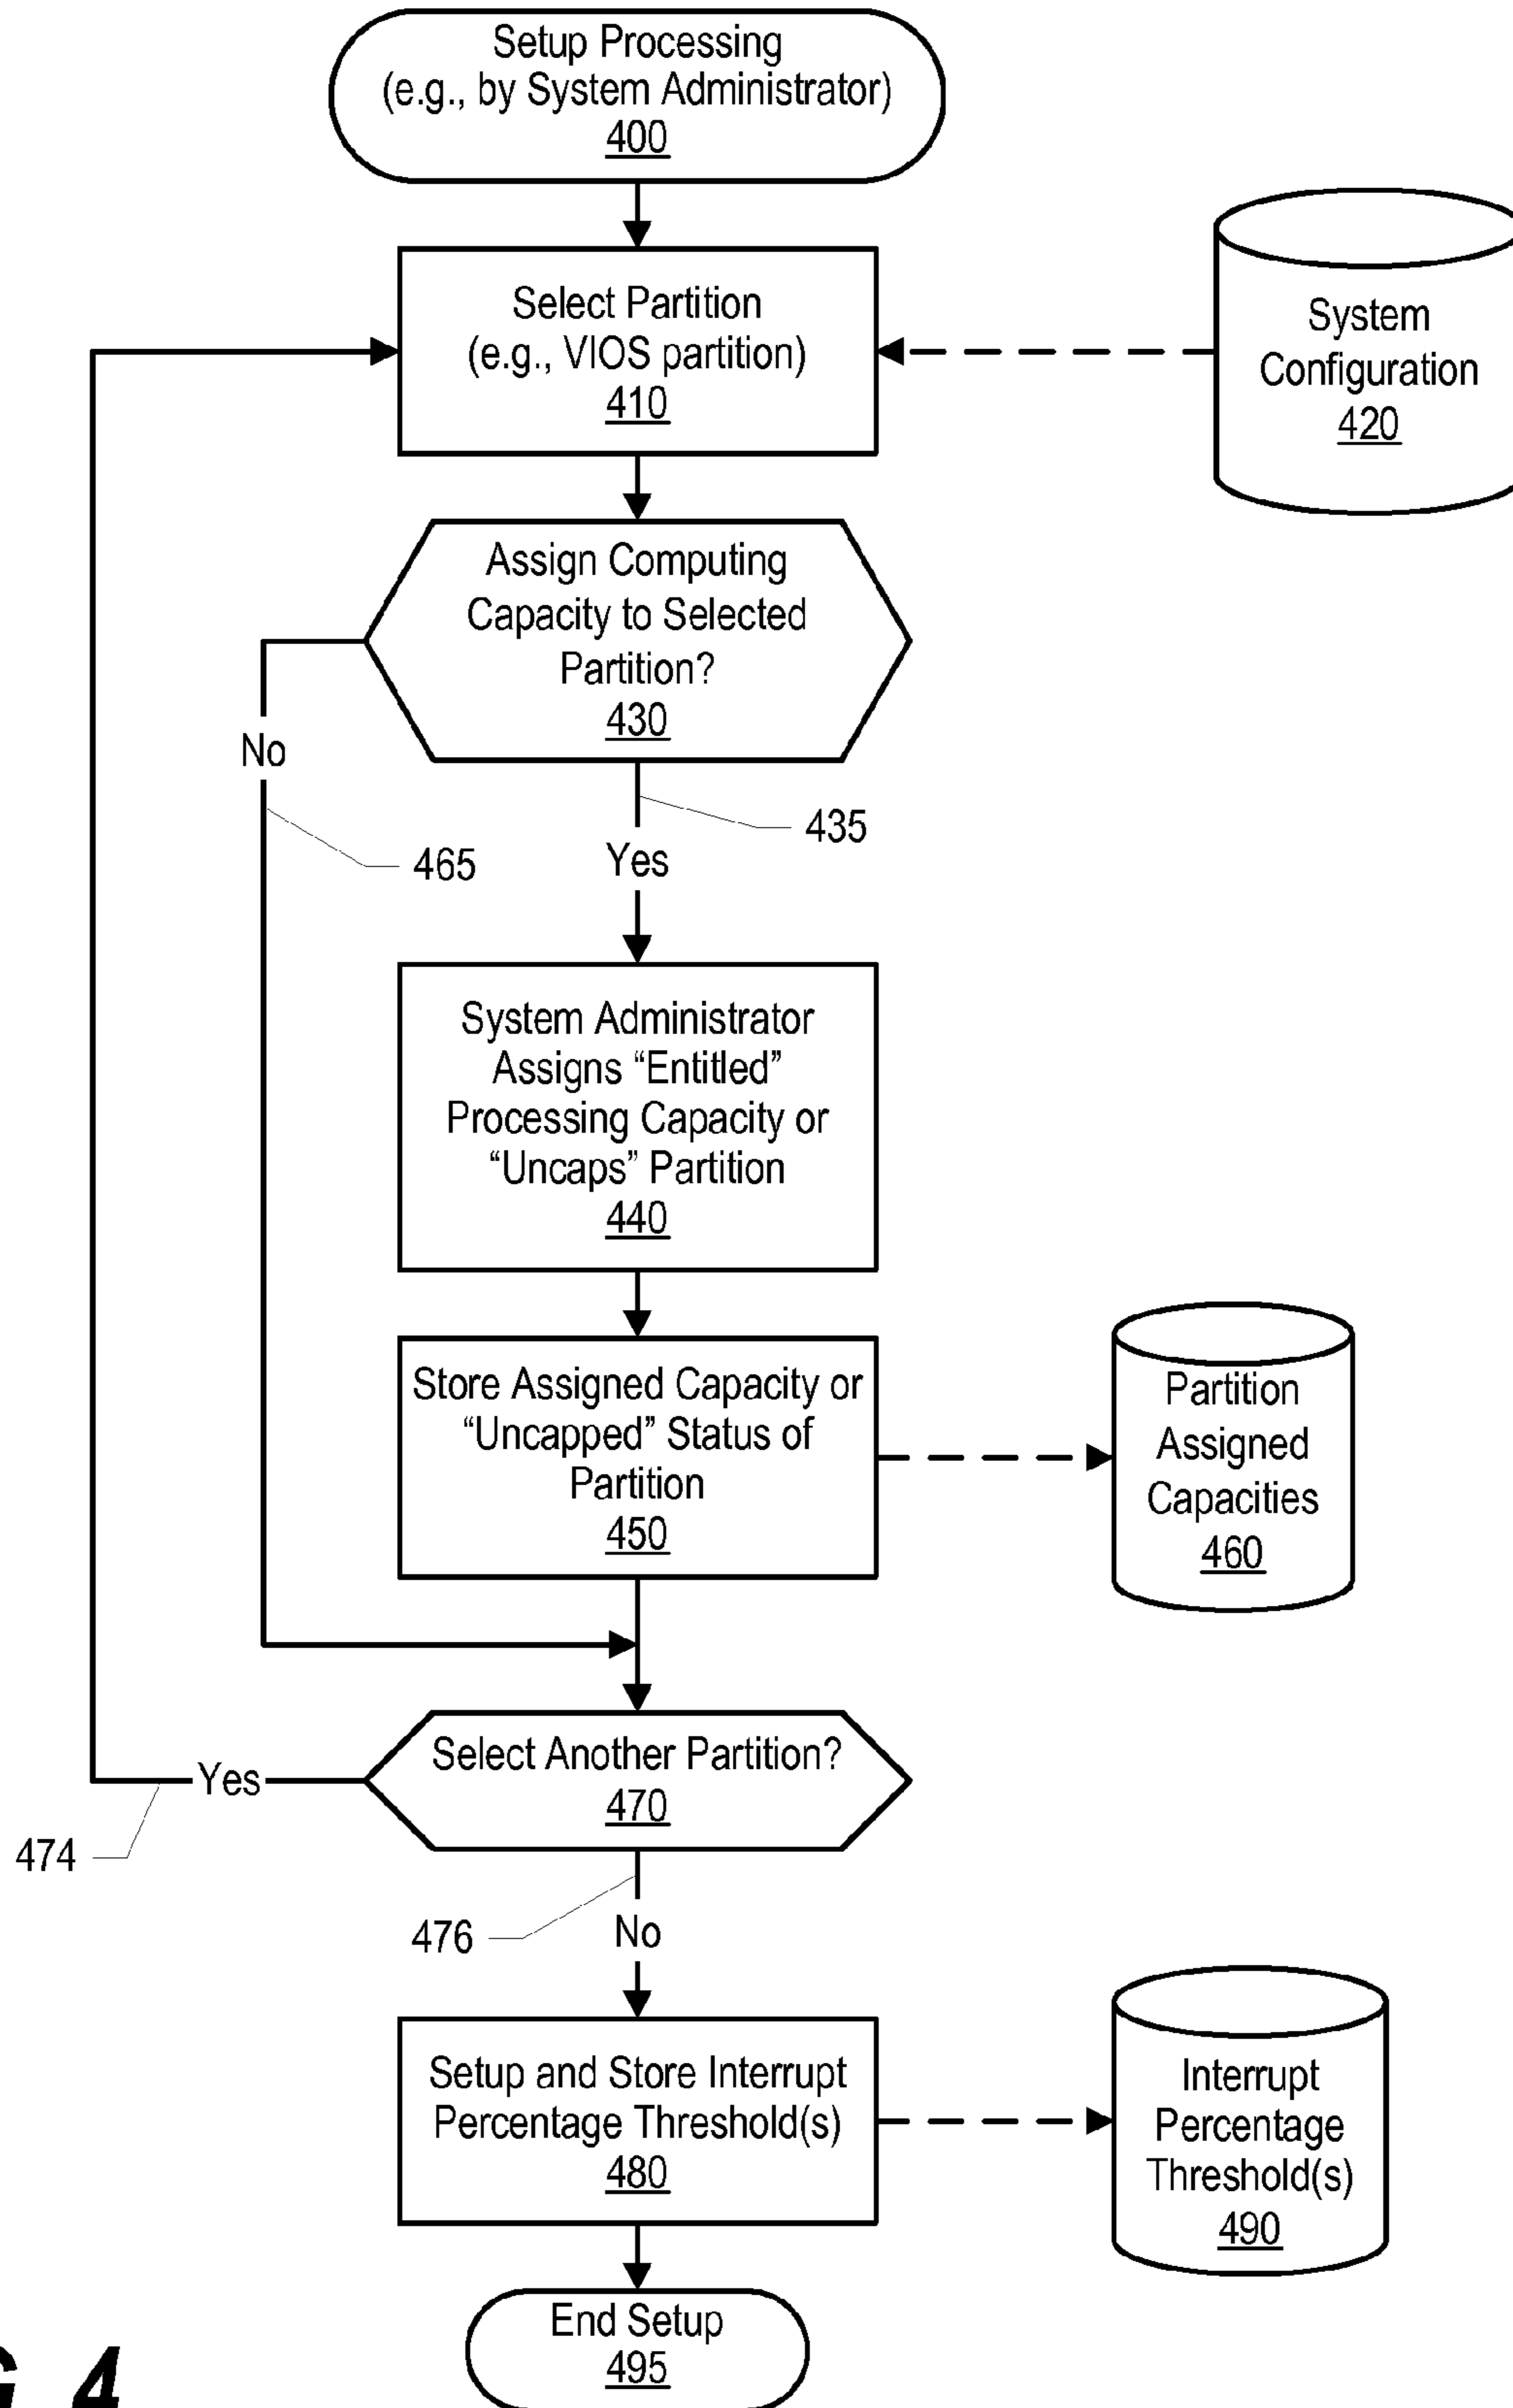 Setup Processing
(e.g., by System Administrator)
400
Select Partition
(e.g., VIOS partition)
410
System
Configuration
420
Assign Computing
Capacity to Selected
Partition?
430
No
435
465
Yes
System Administrator
Assigns “Entitled”
Processing Capacity or
“Uncaps” Partition
440
Store Assigned Capacity or
“Uncapped” Status of
Partition
450
Partition
Assigned
Capacities
460
Select Another Partition?
470
Yes
474
476
No
Setup and Store Interrupt
Percentage Threshold(s)
480
Interrupt
Percentage
Threshold(s)
490
End Setup
495
4